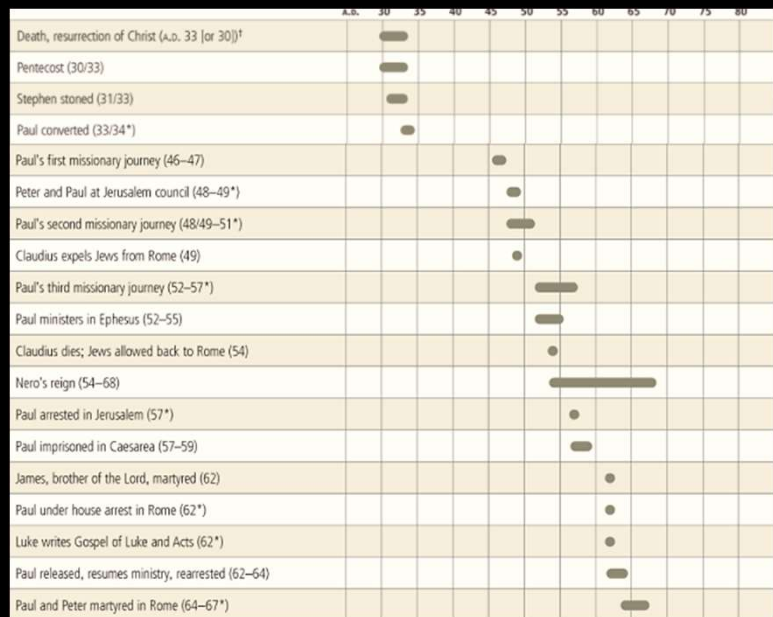 A.D. 30 35 40 45 50 55 60 65 70 75 80
Death, resurrection of Christ (A.D. 33 [or 30])†
Pentecost (30/33)
Stephen stoned (31/33)
Paul converted (33/34*)
Paul's first missionary journey (46–47)
Peter and Paul at Jerusalem council (48–49*)
Paul's second missionary journey (48/49–51*)
Claudius expels Jews from Rome (49)
Paul's third missionary journey (52–57*)
Paul ministers in Ephesus (52–55)
Claudius dies; Jews allowed back to Rome (54)
Nero's reign (54–68)
Paul arrested in Jerusalem (57*)
Paul imprisoned in Caesarea (57–59)
James, brother of the Lord, martyred (62)
Paul under house arrest in Rome (62*)
Luke writes Gospel of Luke and Acts (62*)
Paul released, resumes ministry, rearrested (62–64)
Paul and Peter martyred in Rome (64–67*)